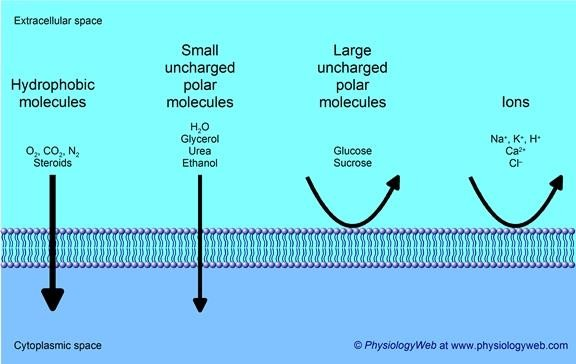 Extracellular space
Hydrophobic
molecules
O₂, CO₂, N₂
Steroids
Small
uncharged
polar
molecules
H₂O
Glycerol
Urea
Ethanol
Large
uncharged
polar
molecules
Glucose
Sucrose
Ions
Na⁺, K⁺, H⁺
Ca²⁺
Cl⁻
Cytoplasmic space
© PhysiologyWeb at www.physiologyweb.com